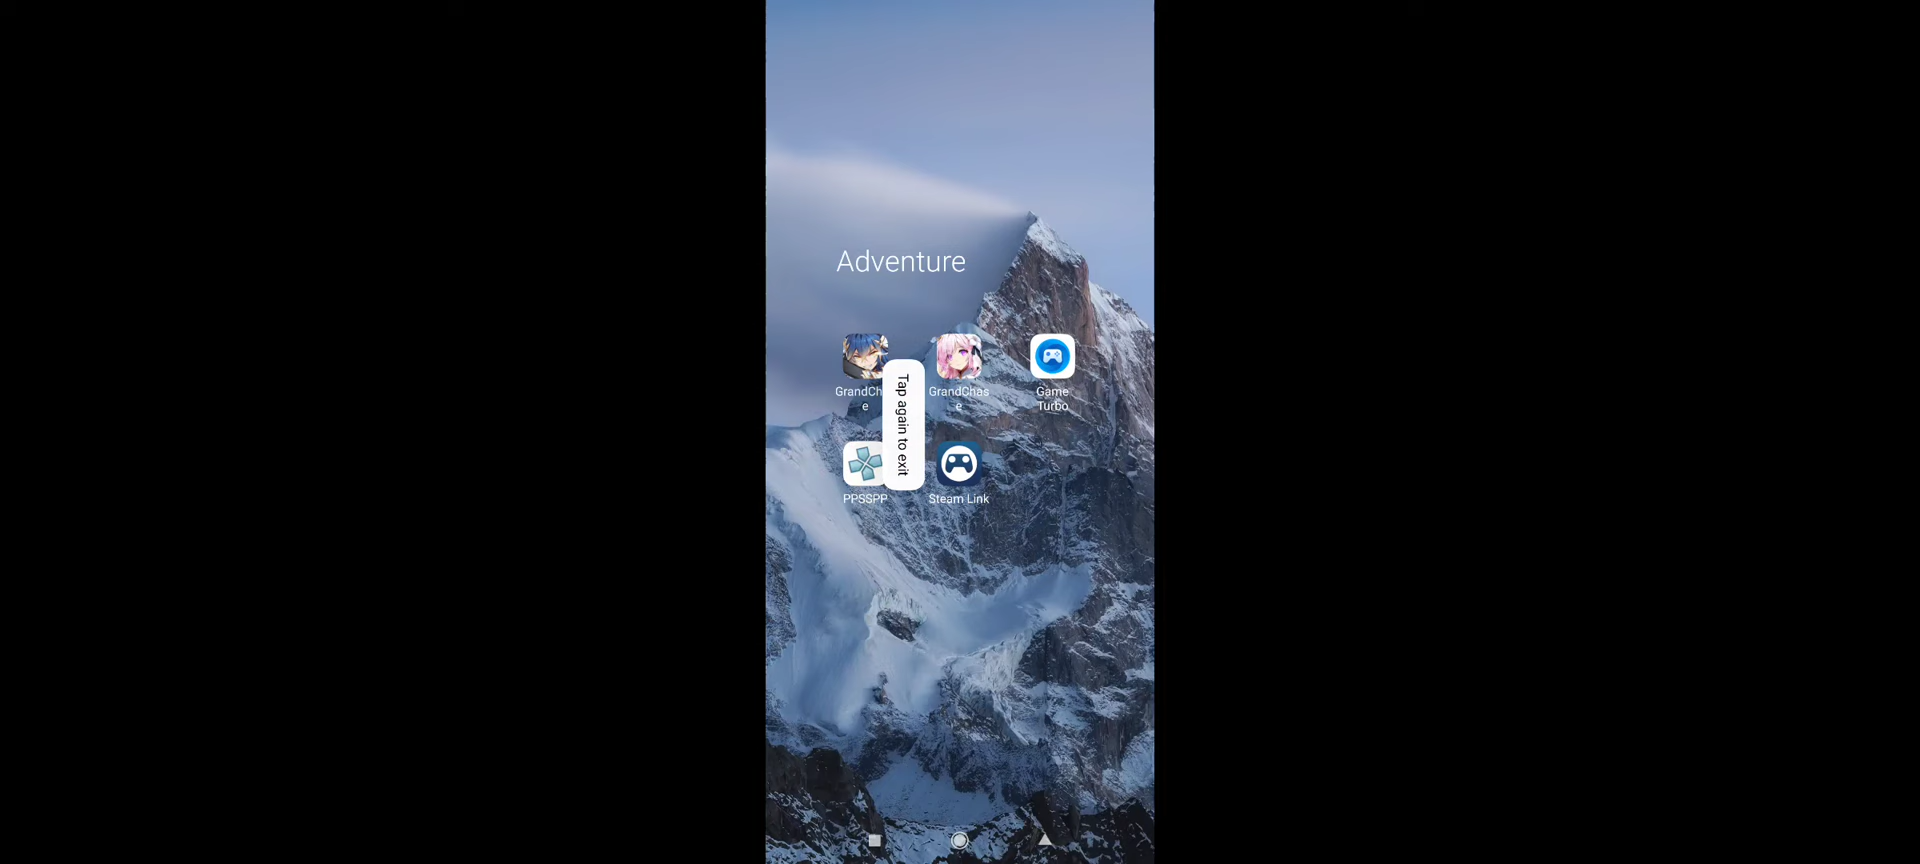 Adventure
GrandCh
e
GrandChas
e
Game
Turbo
Tap again to exit
PPSSPP
Steam Link